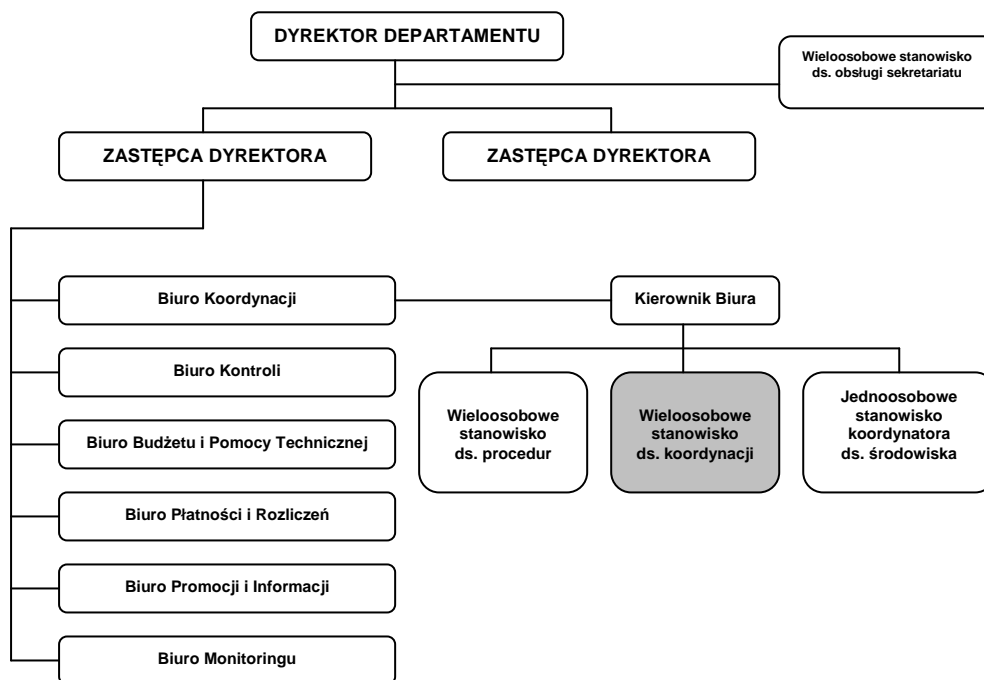 DYREKTOR DEPARTAMENTU
Wieloosobowe stanowisko
ds. obsługi sekretariatu
ZASTĘPCA DYREKTORA
ZASTĘPCA DYREKTORA
Biuro Koordynacji
Kierownik Biura
Biuro Kontroli
Wieloosobowe
stanowisko
ds. procedur
Wieloosobowe
stanowisko
ds. koordynacji
Jednoosobowe
stanowisko
koordynatora
ds. środowiska
Biuro Budżetu i Pomocy Technicznej
Biuro Płatności i Rozliczeń
Biuro Promocji i Informacji
Biuro Monitoringu